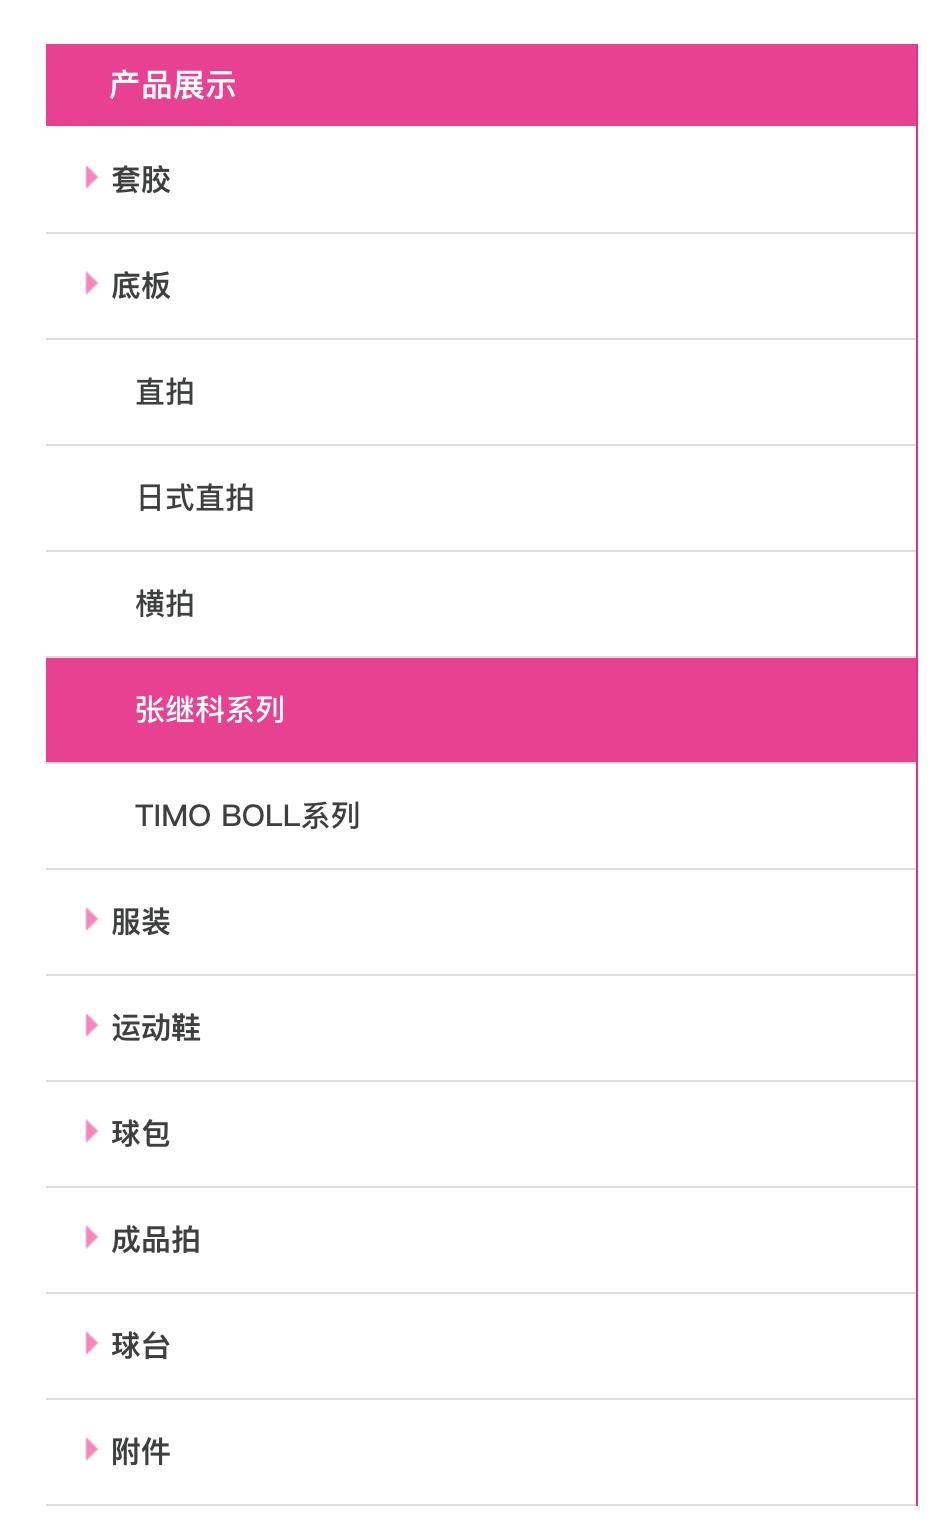 产品展示
套胶
底板
直拍
日式直拍
横拍
张继科系列
TIMO BOLL系列
服装
运动鞋
球包
成品拍
球台
附件